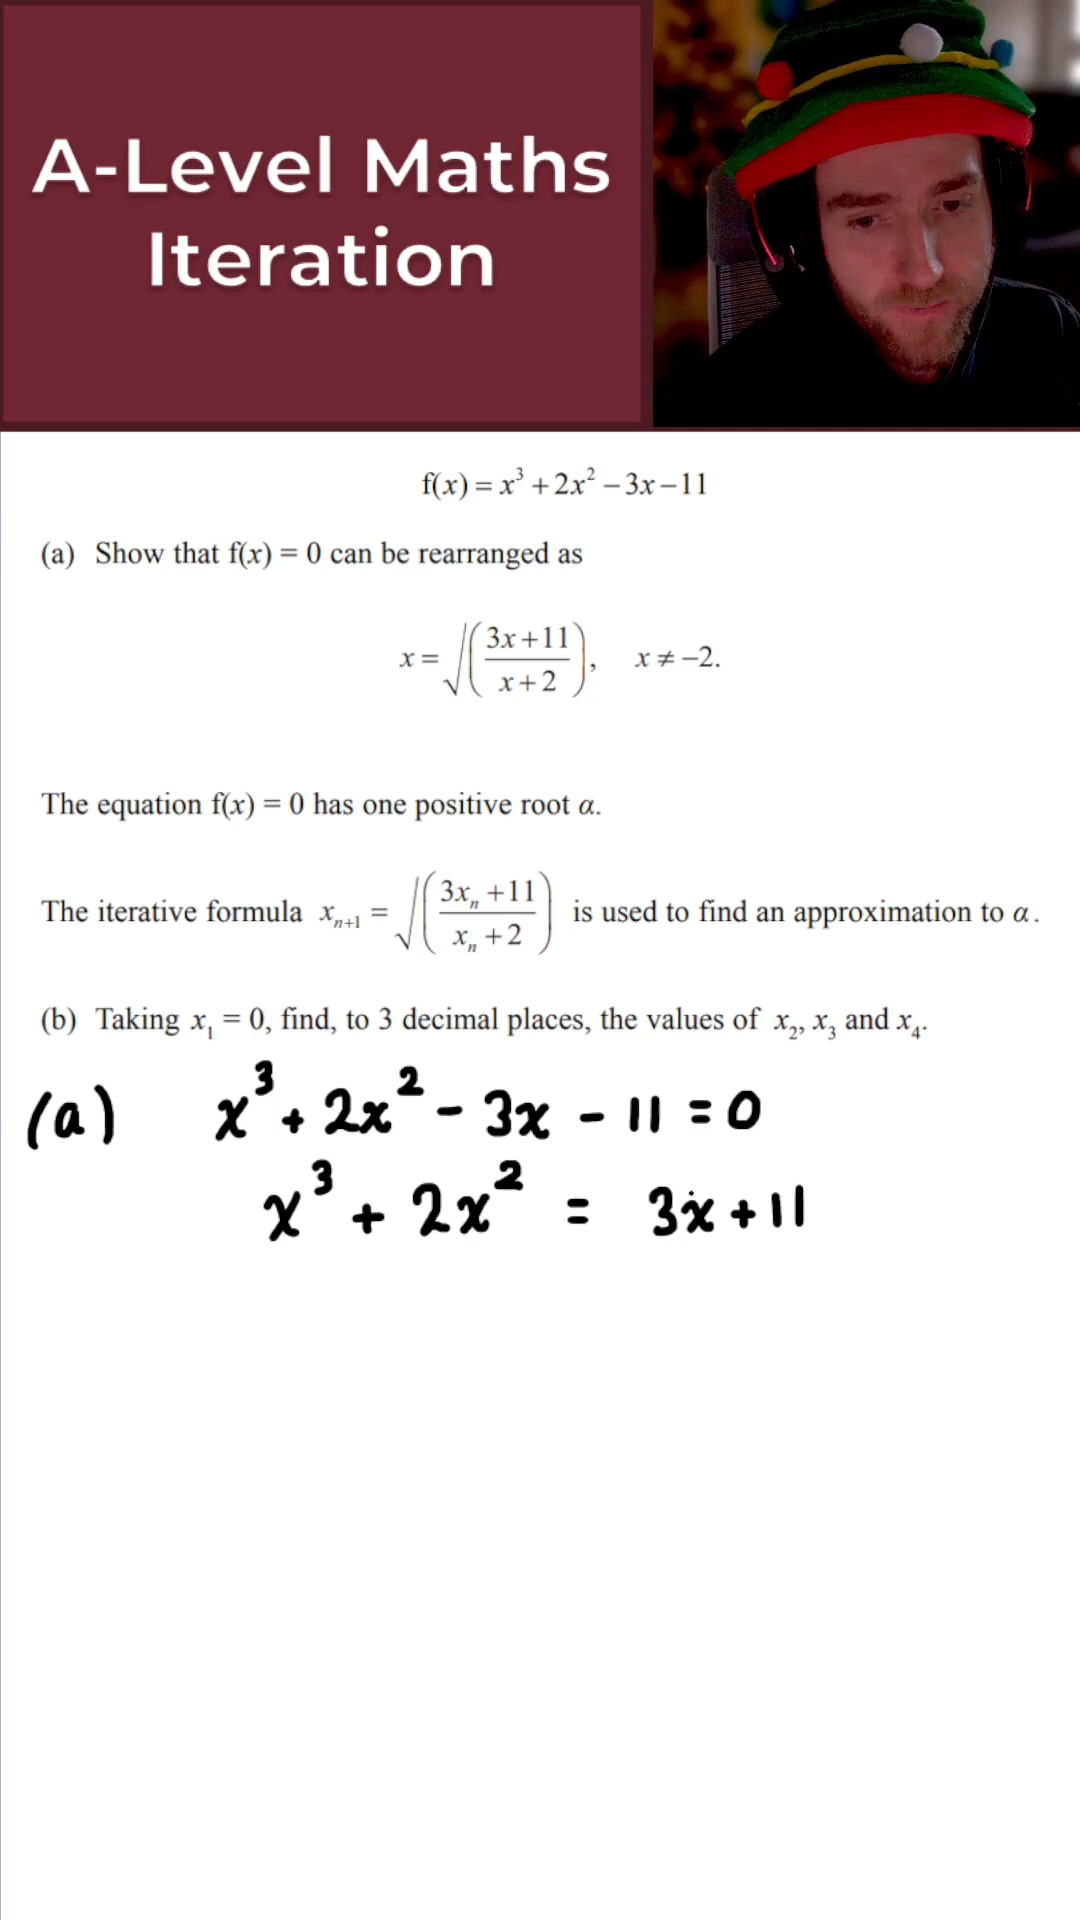 A-Level Maths
Iteration
f(x) = x³ + 2x² – 3x – 11
(a) Show that f(x) = 0 can be rearranged as
x = √((3x + 11)/(x + 2)), x ≠ –2.
The equation f(x) = 0 has one positive root α.
The iterative formula xₙ₊₁ = √((3xₙ + 11)/(xₙ + 2)) is used to find an approximation to α.
(b) Taking x₁ = 0, find, to 3 decimal places, the values of x₂, x₃ and x₄.
(a) x³ + 2x² - 3x - 11 = 0
x³ + 2x² = 3x + 11